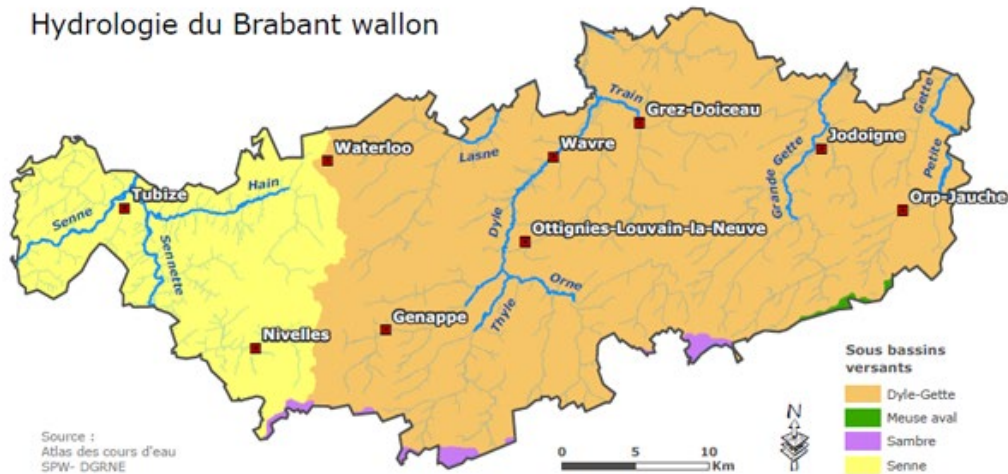 Hydrologie du Brabant wallon
Train
Grez-Doiceau
Gette
Waterloo
Lasne
Wavre
Jodoigne
Grande Gette
Petite
Hain
Tubize
Senne
Orp-Jauche
Dyle
Ottignies-Louvain-la-Neuve
Sennette
Orne
Thyle
Genappe
Nivelles
Sous bassins
versants
Dyle-Gette
Meuse aval
Sambre
Senne
N
0 5 10
Km
Source :
Atlas des cours d'eau
SPW- DGRNE